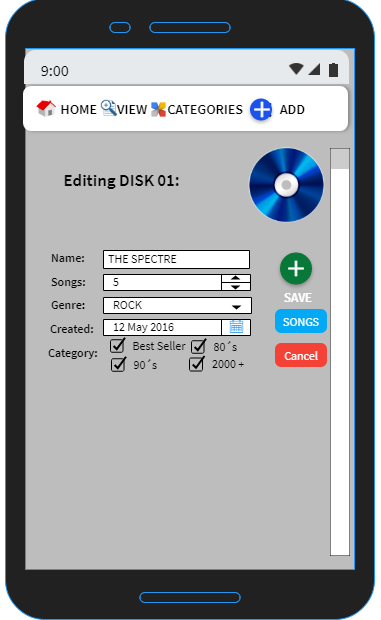 9:00
HOME VIEW CATEGORIES ADD
Editing DISK 01:
Name: THE SPECTRE
Songs: 5
Genre: ROCK
SAVE
Created: 12 May 2016
SONGS
Category: Best Seller 80´s
Cancel
90´s 2000 +